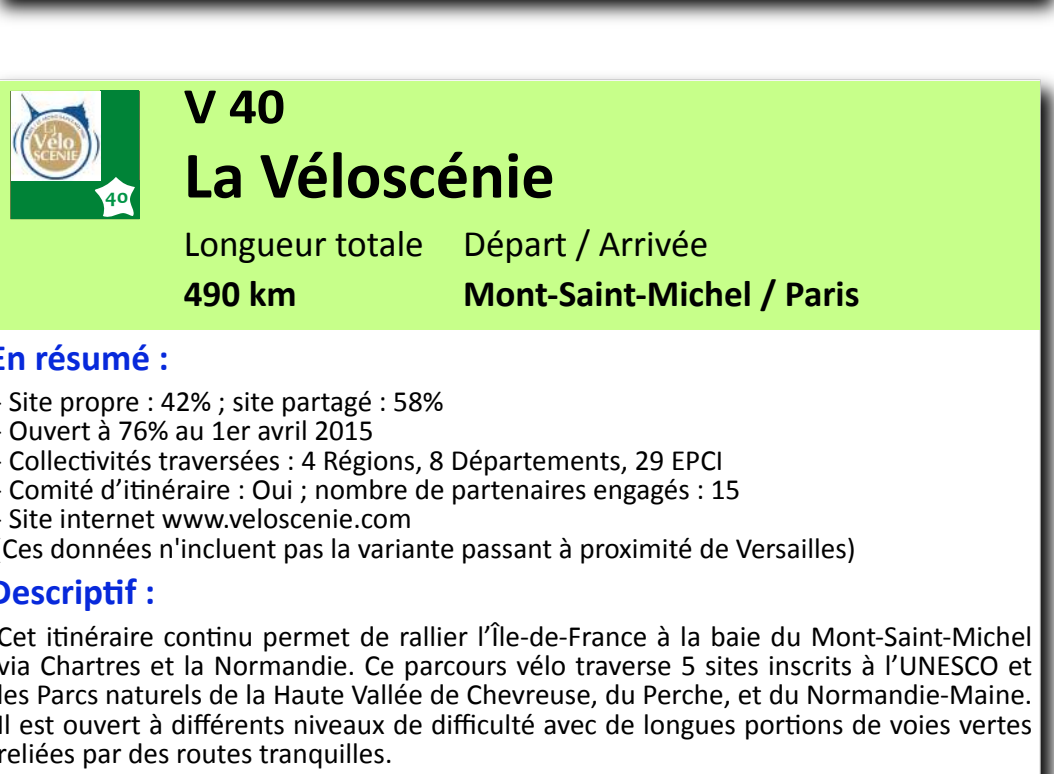 La
Vélo
SCÉNIE
40
V 40
La Véloscénie
Longueur totale Départ / Arrivée
490 km Mont-Saint-Michel / Paris
En résumé :
- Site propre : 42% ; site partagé : 58%
- Ouvert à 76% au 1er avril 2015
- Collectivités traversées : 4 Régions, 8 Départements, 29 EPCI
- Comité d’itinéraire : Oui ; nombre de partenaires engagés : 15
- Site internet www.veloscenie.com
(Ces données n'incluent pas la variante passant à proximité de Versailles)
Descriptif :
Cet itinéraire continu permet de rallier l’Île-de-France à la baie du Mont-Saint-Michel
via Chartres et la Normandie. Ce parcours vélo traverse 5 sites inscrits à l’UNESCO et
les Parcs naturels de la Haute Vallée de Chevreuse, du Perche, et du Normandie-Maine.
Il est ouvert à différents niveaux de difficulté avec de longues portions de voies vertes
reliées par des routes tranquilles.